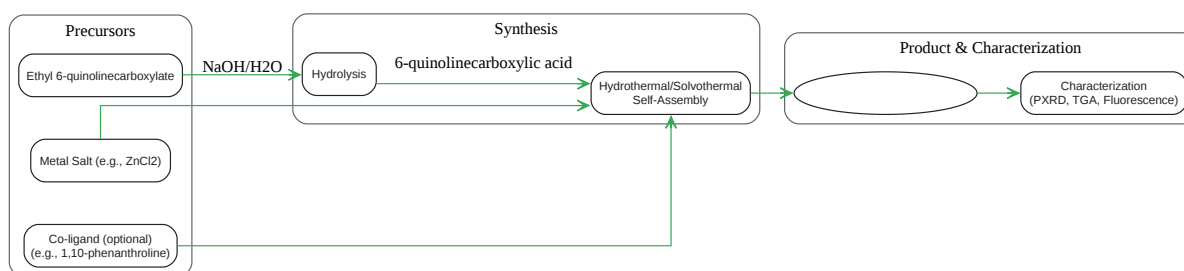 Precursors
Ethyl 6-quinolinecarboxylate
Metal Salt (e.g., ZnCl2)
Co-ligand (optional)
(e.g., 1,10-phenanthroline)
NaOH/H2O
Synthesis
Hydrolysis
6-quinolinecarboxylic acid
Hydrothermal/Solvothermal
Self-Assembly
Product & Characterization
Characterization
(PXRD, TGA, Fluorescence)